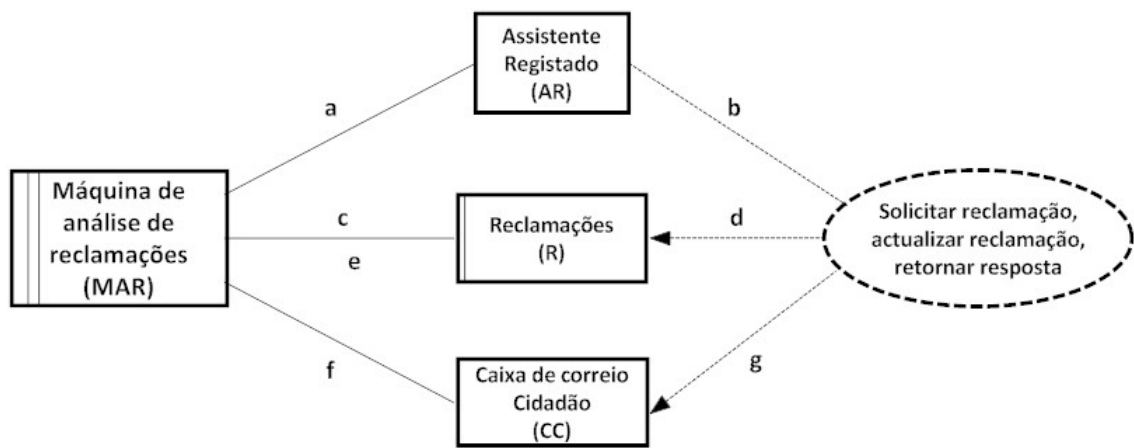 Assistente
Registado
(AR)
a
b
Máquina de
análise de
reclamações
(MAR)
c
e
Reclamações
(R)
d
Solicitar reclamação,
actualizar reclamação,
retornar resposta
f
Caixa de correio
Cidadão
(CC)
g